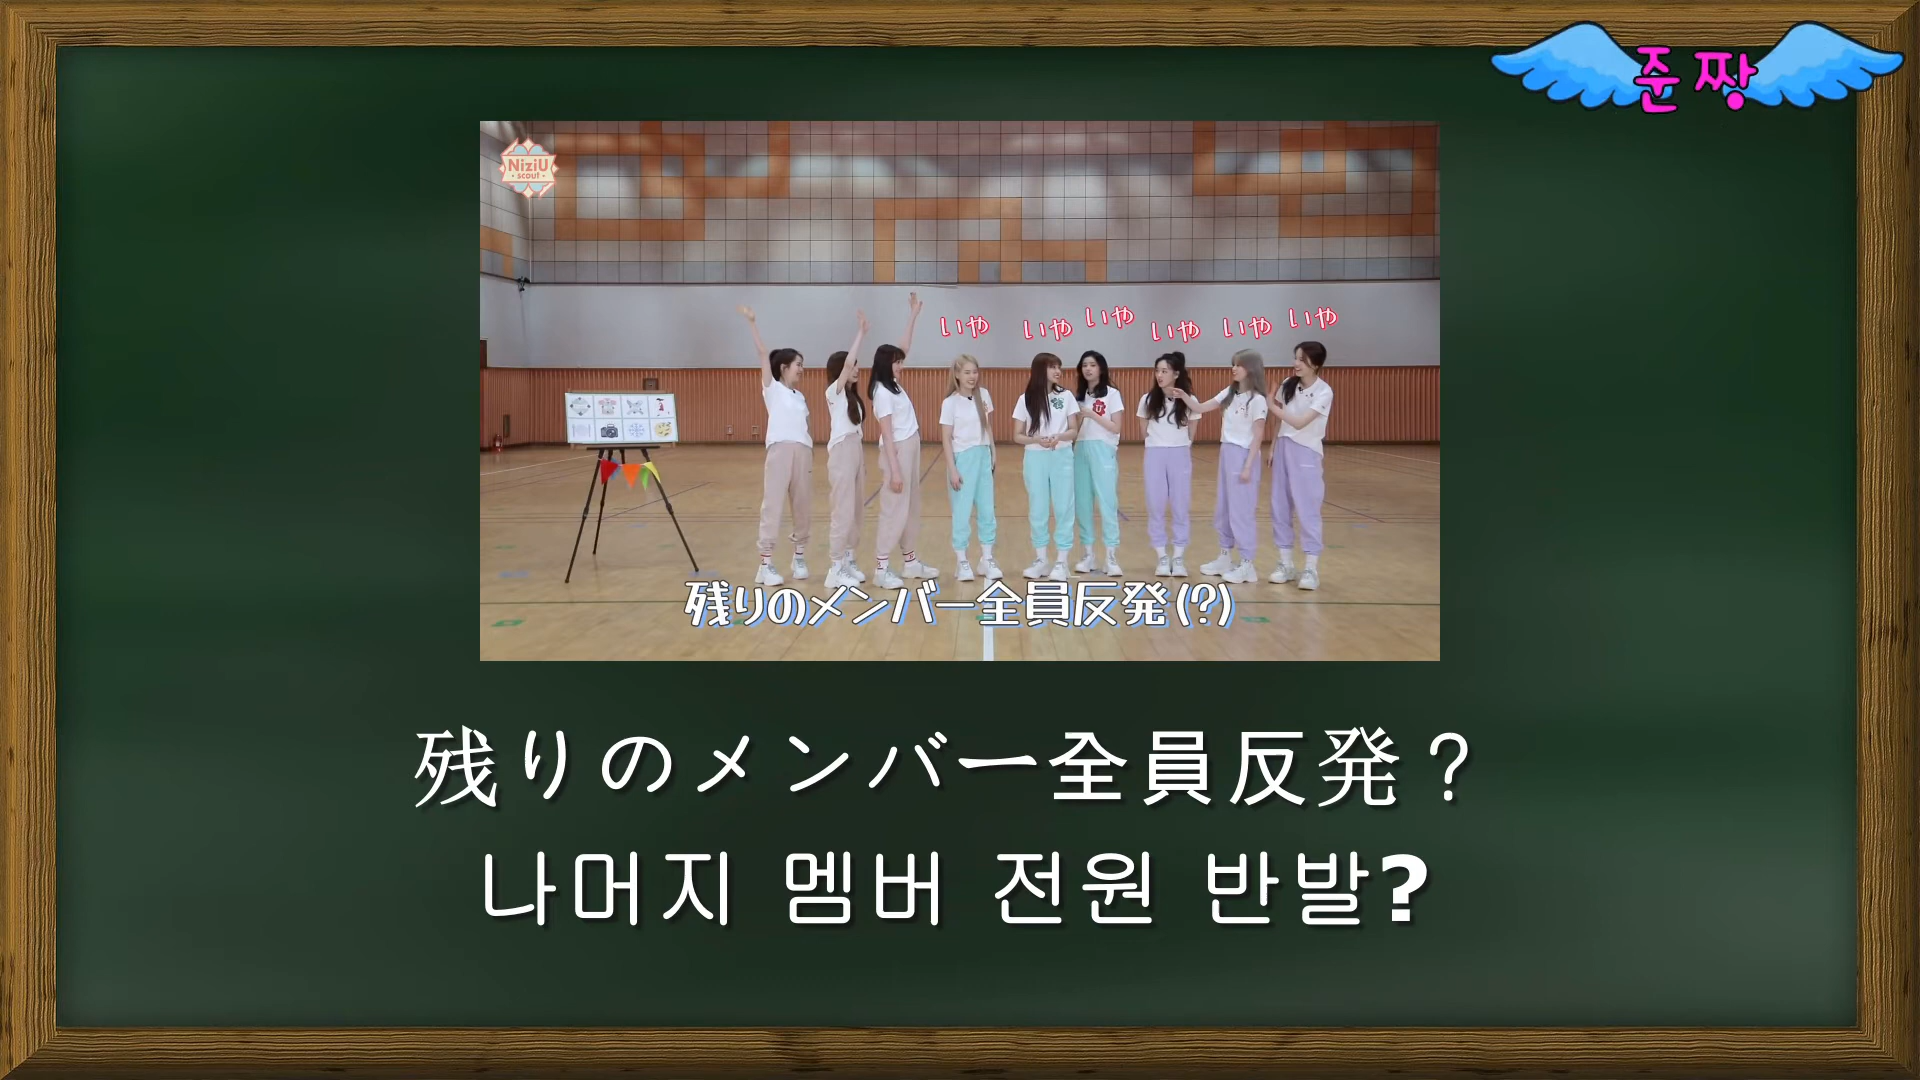 준짱
NiziU
scout
いや いや いや いや いや いや
残りのメンバー全員反発(?)
残りのメンバー全員反発？
나머지 멤버 전원 반발?